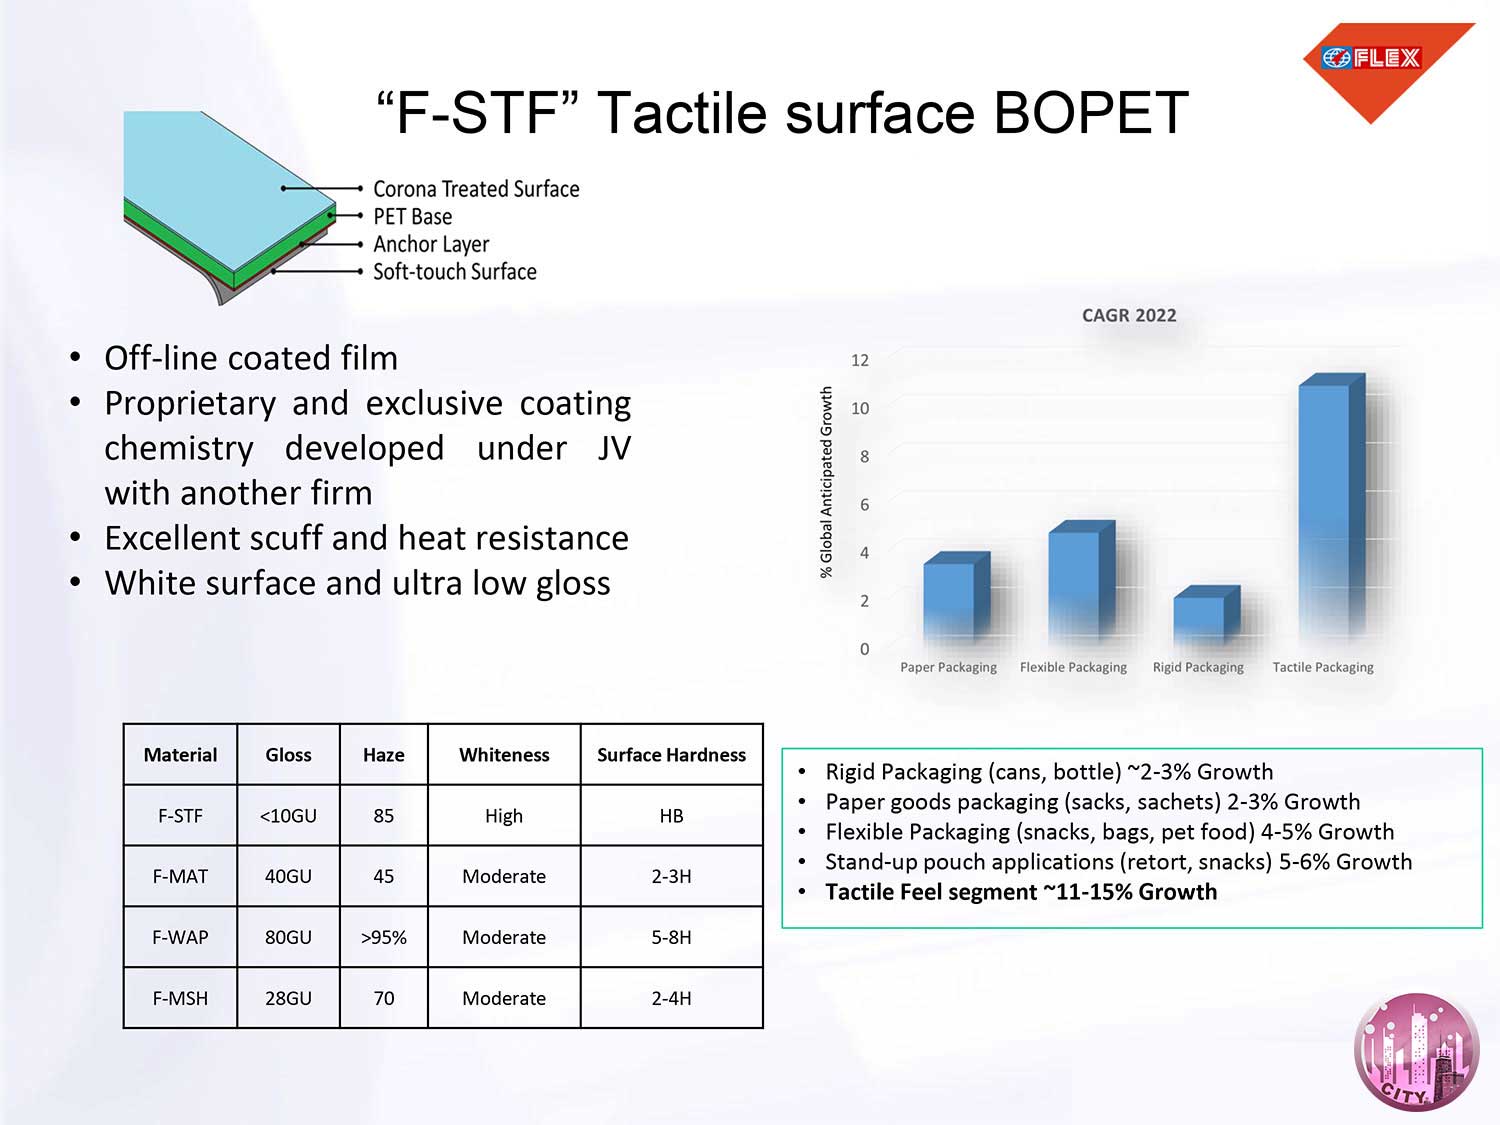 FLEX
“F-STF” Tactile surface BOPET
Corona Treated Surface
PET Base
Anchor Layer
Soft-touch Surface
• Off-line coated film
• Proprietary and exclusive coating
chemistry developed under JV
with another firm
• Excellent scuff and heat resistance
• White surface and ultra low gloss
CAGR 2022
% Global Anticipated Growth
12
10
8
6
4
2
0
Paper Packaging Flexible Packaging Rigid Packaging Tactile Packaging
Material Gloss Haze Whiteness Surface Hardness
F-STF <10GU 85 High HB
F-MAT 40GU 45 Moderate 2-3H
F-WAP 80GU >95% Moderate 5-8H
F-MSH 28GU 70 Moderate 2-4H
• Rigid Packaging (cans, bottle) ~2-3% Growth
• Paper goods packaging (sacks, sachets) 2-3% Growth
• Flexible Packaging (snacks, bags, pet food) 4-5% Growth
• Stand-up pouch applications (retort, snacks) 5-6% Growth
• Tactile Feel segment ~11-15% Growth
CITY